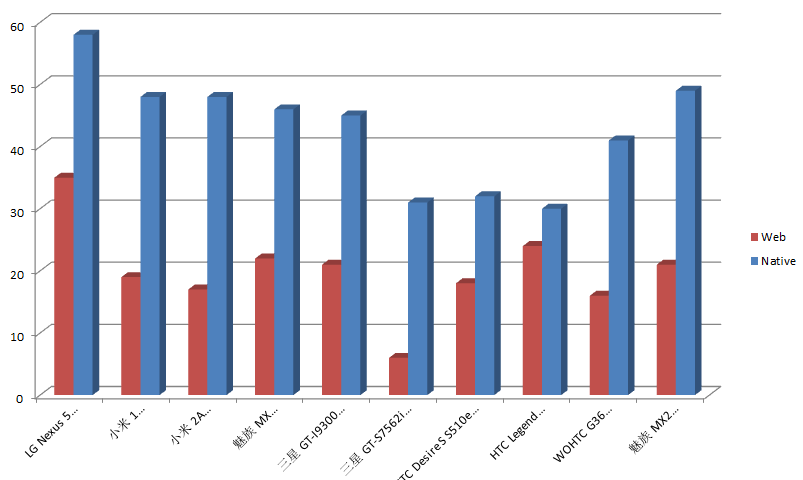 60
50
40
30
20
10
0
LG Nexus 5...
小米 1...
小米 2A...
魅族 MX...
三星 GT-I9300...
三星 GT-S7562i...
HTC Desire S S510e...
HTC Legend...
WOHTC G36...
魅族 MX2...
Web
Native